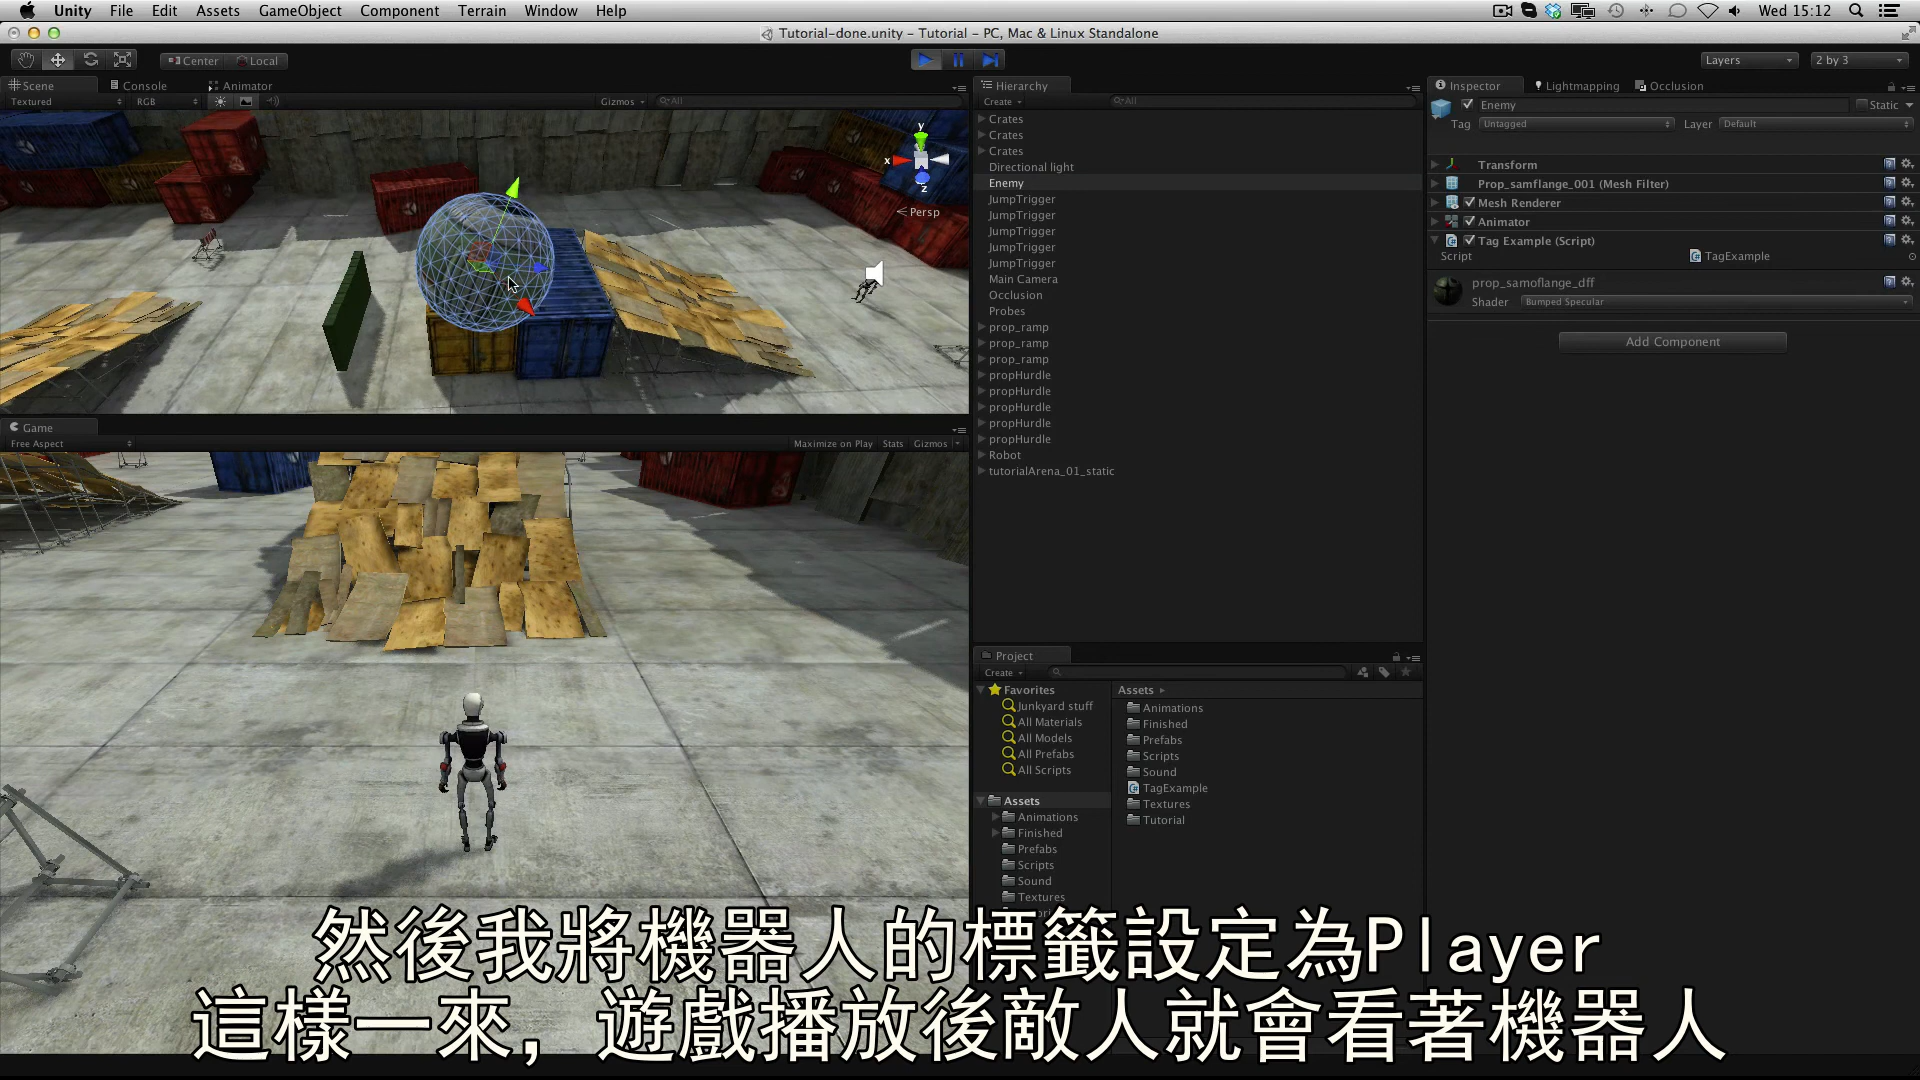 Unity File Edit Assets GameObject Component Terrain Window Help Wed 15:12
Tutorial-done.unity – Tutorial – PC, Mac & Linux Standalone
Center Local Layers 2 by 3
Scene Console Animator
Textured RGB Gizmos All
y
x
z
Persp
Game
Free Aspect Maximize on Play Stats Gizmos
Hierarchy
Create All
Crates
Crates
Crates
Directional light
Enemy
JumpTrigger
JumpTrigger
JumpTrigger
JumpTrigger
JumpTrigger
Main Camera
Occlusion
Probes
prop_ramp
prop_ramp
prop_ramp
propHurdle
propHurdle
propHurdle
propHurdle
propHurdle
Robot
tutorialArena_01_static
Project
Create
Favorites
Junkyard stuff
All Materials
All Models
All Prefabs
All Scripts
Assets
Animations
Finished
Prefabs
Scripts
Sound
Textures
Assets
Animations
Finished
Prefabs
Scripts
Sound
TagExample
Textures
Tutorial
Inspector Lightmapping Occlusion
Enemy Static
Tag Untagged Layer Default
Transform
Prop_samflange_001 (Mesh Filter)
Mesh Renderer
Animator
Tag Example (Script)
Script TagExample
prop_samoflange_dff
Shader Bumped Specular
Add Component
然後我將機器人的標籤設定為Player
這樣一來,遊戲播放後敵人就會看著機器人